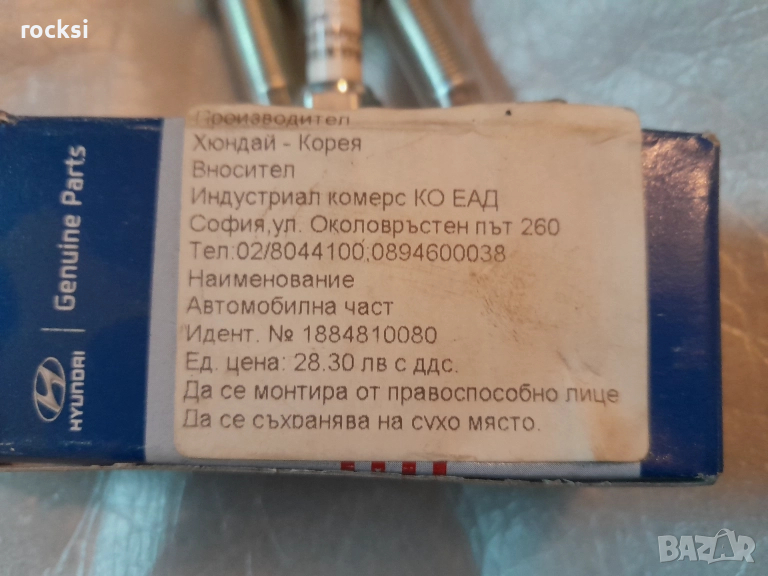 rocksi
Производител
Хюндай - Корея
Вносител
Индустриал комерс КО ЕАД
София,ул. Околовръстен път 260
Тел:02/8044100;0894600038
Наименование
Автомобилна част
Идент. № 1884810080
Ед. цена: 28.30 лв с ддс.
Да се монтира от правоспособно лице
Да се съхранява на сухо място.
HYUNDAI
Genuine Parts
BAZAR